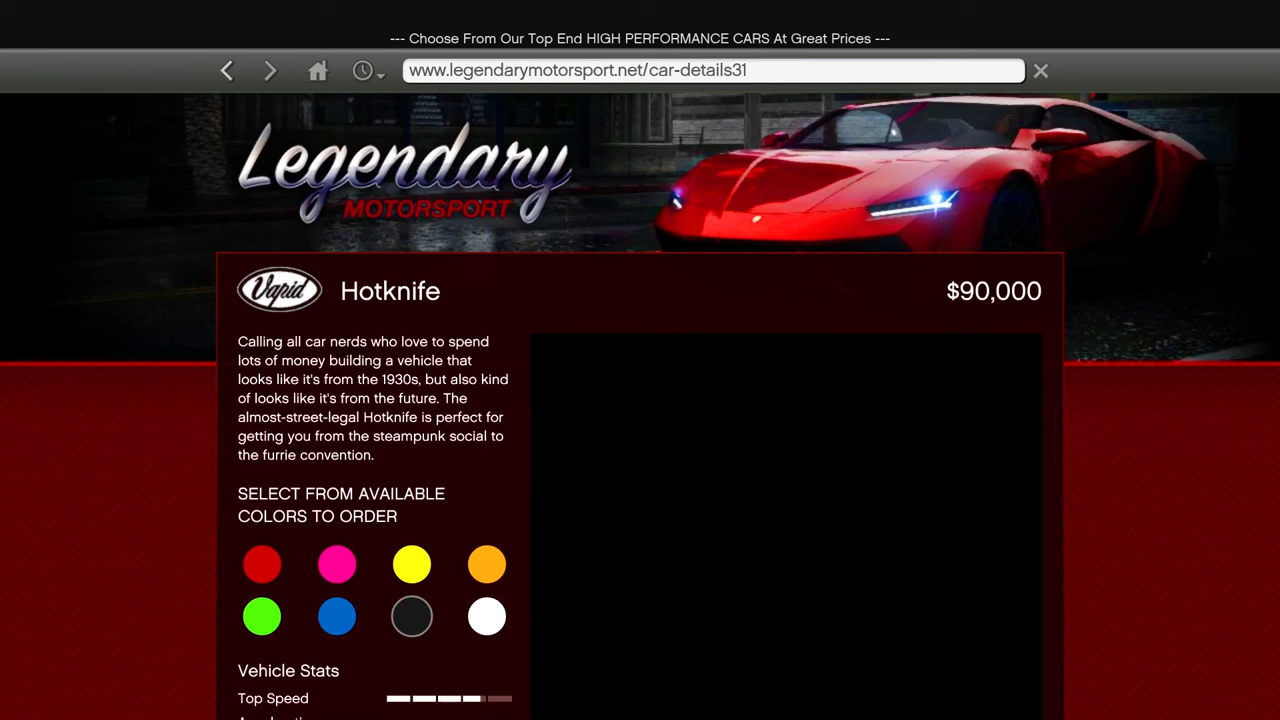 --- Choose From Our Top End HIGH PERFORMANCE CARS At Great Prices ---
www.legendarymotorsport.net/car-details31
Legendary
MOTORSPORT
Vapid
Hotknife
$90,000
Calling all car nerds who love to spend
lots of money building a vehicle that
looks like it's from the 1930s, but also kind
of looks like it's from the future. The
almost-street-legal Hotknife is perfect for
getting you from the steampunk social to
the furrie convention.
SELECT FROM AVAILABLE
COLORS TO ORDER
Vehicle Stats
Top Speed